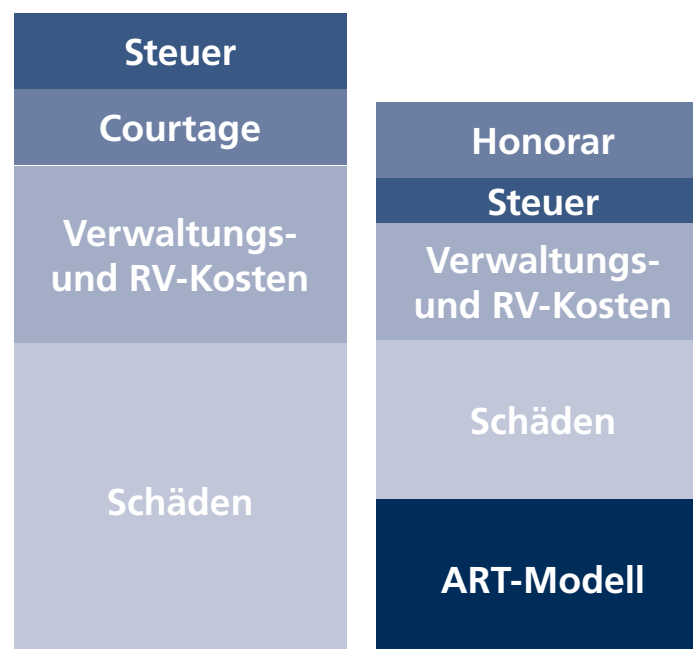 Steuer
Courtage
Verwaltungs-
und RV-Kosten
Schäden
Honorar
Steuer
Verwaltungs-
und RV-Kosten
Schäden
ART-Modell